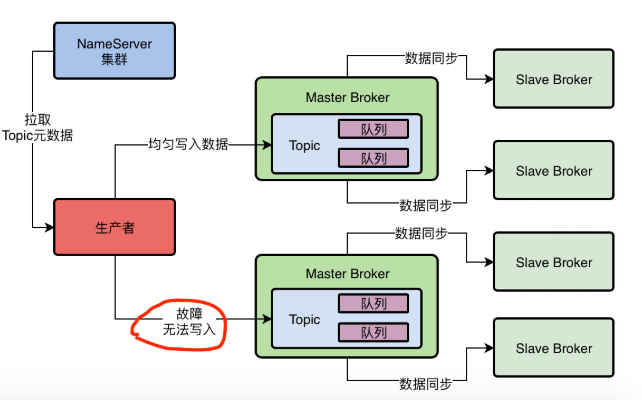 NameServer
集群
拉取
Topic元数据
生产者
均匀写入数据
故障
无法写入
Master Broker
Topic
队列
队列
数据同步
Slave Broker
数据同步
Slave Broker
Master Broker
Topic
队列
队列
数据同步
Slave Broker
数据同步
Slave Broker